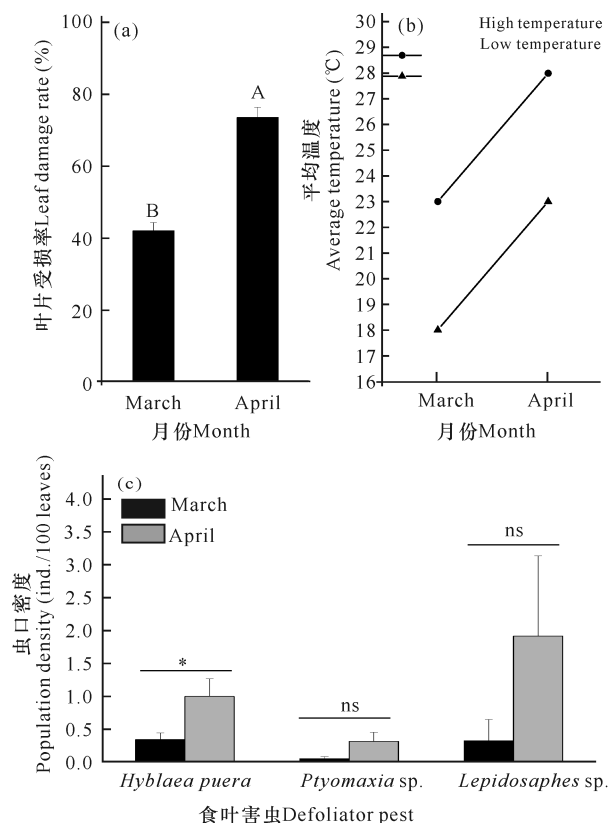 (a)
叶片受损率Leaf damage rate (%)
100
80
60
40
20
0
B
A
March
April
月份Month
(b)
High temperature
Low temperature
平均温度
Average temperature (℃)
30
29
28
27
26
25
24
23
22
21
20
19
18
17
16
March
April
月份Month
(c)
March
April
虫口密度
Population density (ind./100 leaves)
4.0
3.5
3.0
2.5
2.0
1.5
1.0
0.5
0.0
*
ns
ns
Hyblaea puera
Ptyomaxia sp.
Lepidosaphes sp.
食叶害虫Defoliator pest